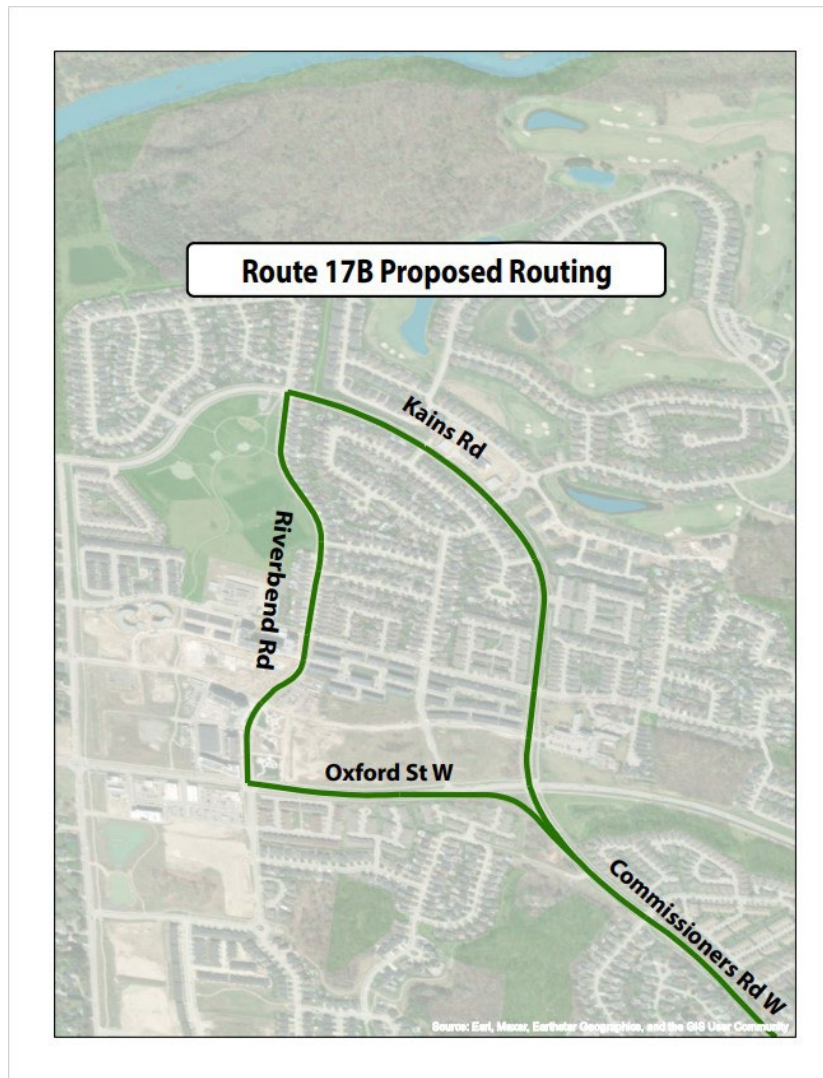 Route 17B Proposed Routing
Kains Rd
Riverbend Rd
Oxford St W
Commissioners Rd W
Source: Esri, Maxar, Earthstar Geographics, and the GIS User Community